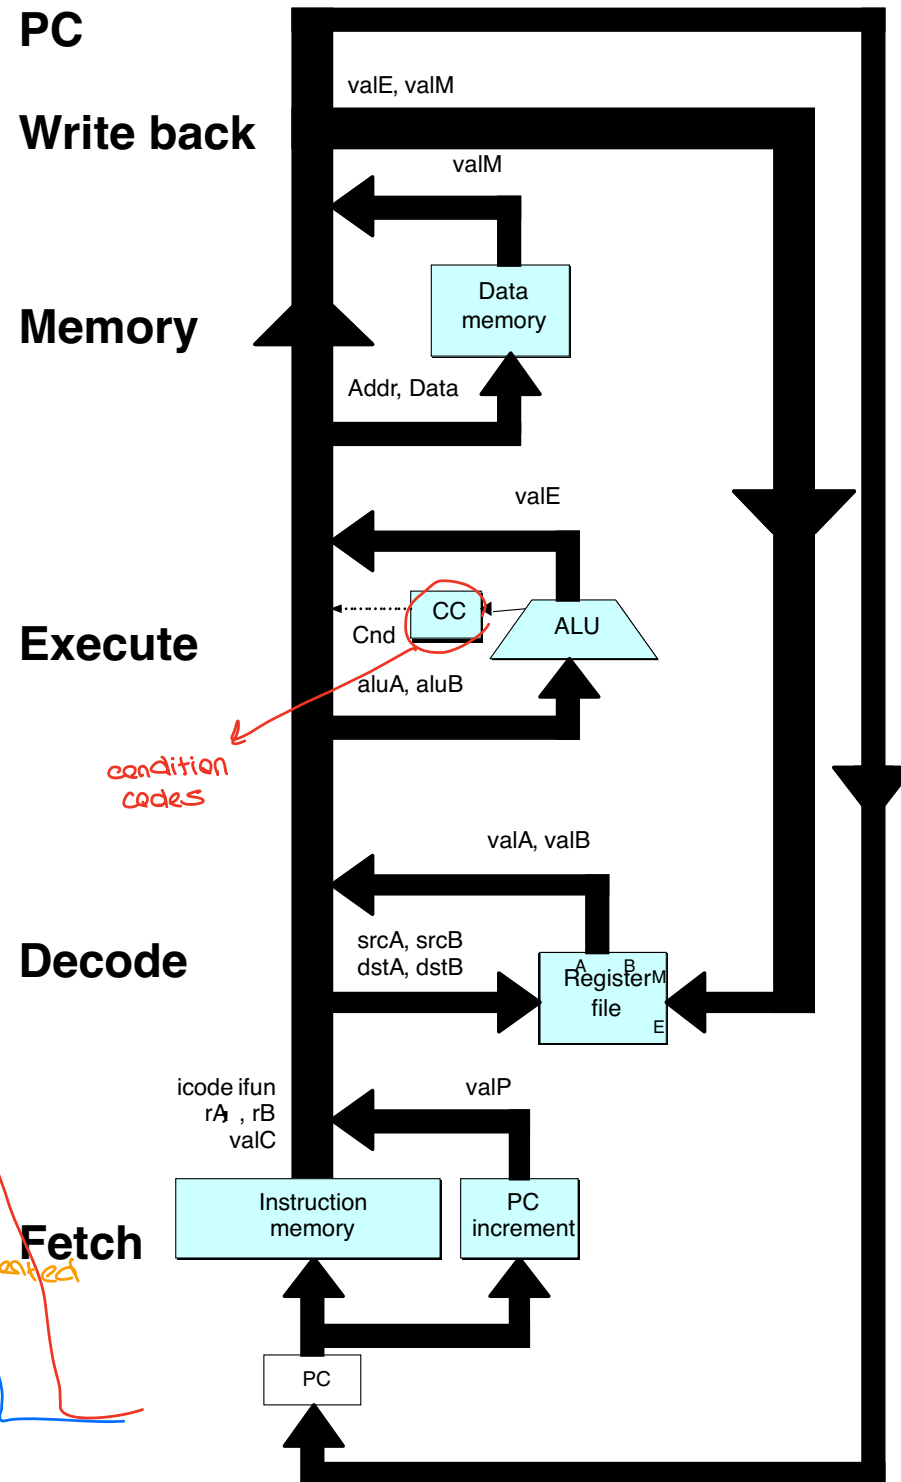 PC
valE, valM
Write back
valM
Data
memory
Memory
Addr, Data
valE
CC
ALU
Cnd
Execute
aluA, aluB
condition
codes
valA, valB
srcA, srcB
dstA, dstB
Decode
A B
Register M
file
E
icode ifun
rA, , rB
valC
valP
Instruction
memory
PC
increment
Fetch
PC